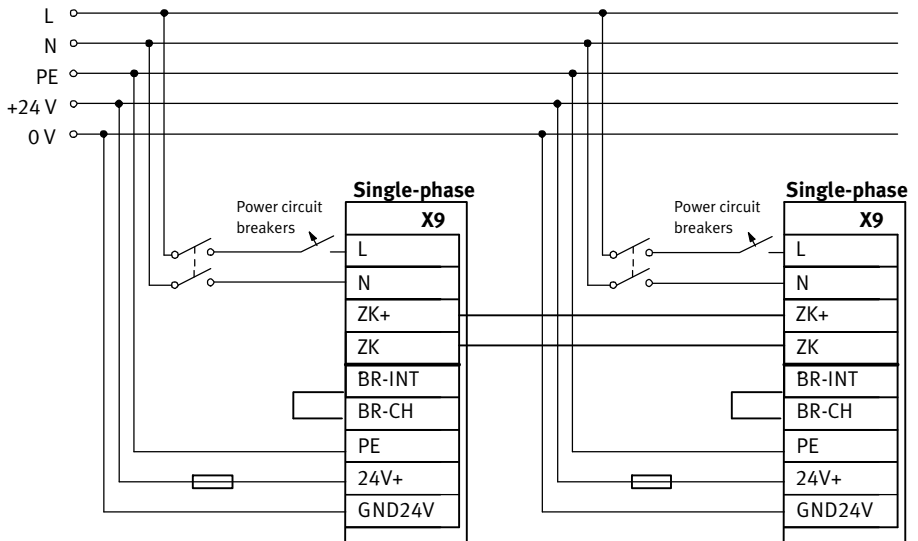 L
N
PE
+24 V
0 V
Single-phase
X9
Power circuit
breakers
L
N
ZK+
ZK
BR-INT
BR-CH
PE
24V+
GND24V
Single-phase
X9
Power circuit
breakers
L
N
ZK+
ZK
BR-INT
BR-CH
PE
24V+
GND24V